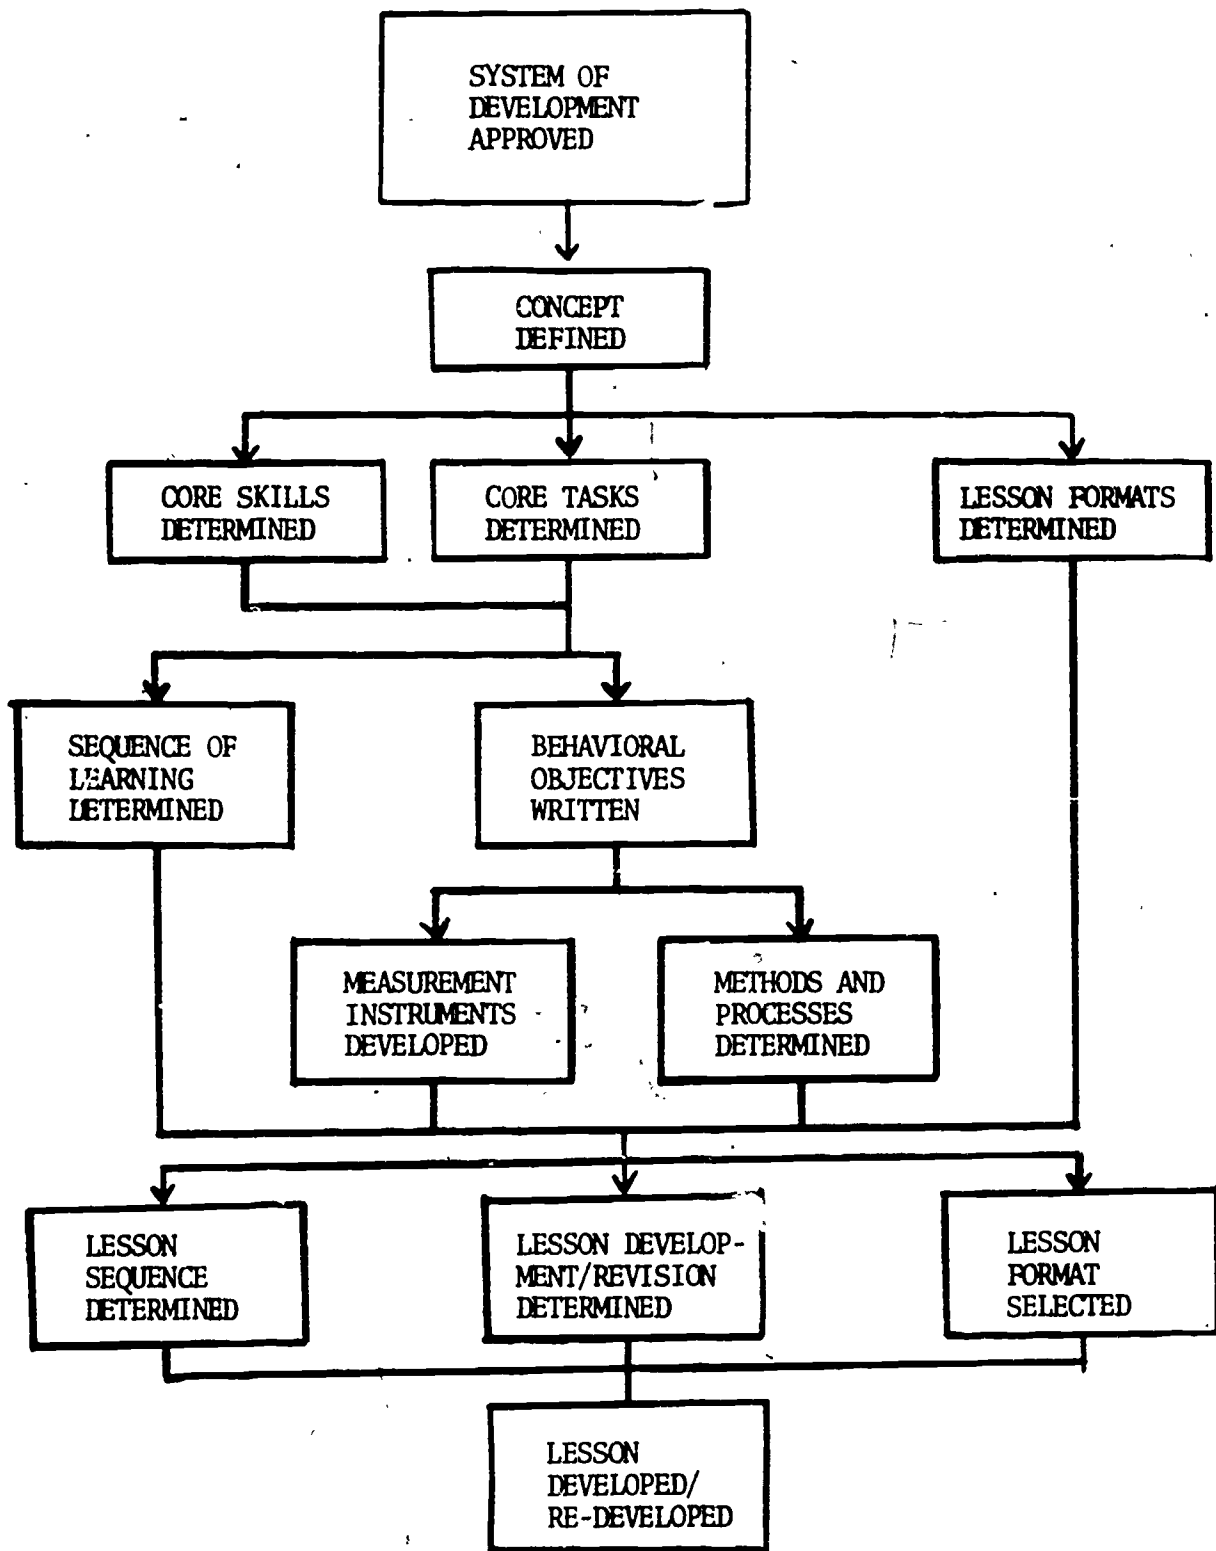 SYSTEM OF
DEVELOPMENT
APPROVED
CONCEPT
DEFINED
CORE SKILLS
DETERMINED
CORE TASKS
DETERMINED
LESSON FORMATS
DETERMINED
SEQUENCE OF
LEARNING
DETERMINED
BEHAVIORAL
OBJECTIVES
WRITTEN
MEASUREMENT
INSTRUMENTS
DEVELOPED
METHODS AND
PROCESSES
DETERMINED
LESSON
SEQUENCE
DETERMINED
LESSON DEVELOP-
MENT/REVISION
DETERMINED
LESSON
FORMAT
SELECTED
LESSON
DEVELOPED/
RE-DEVELOPED